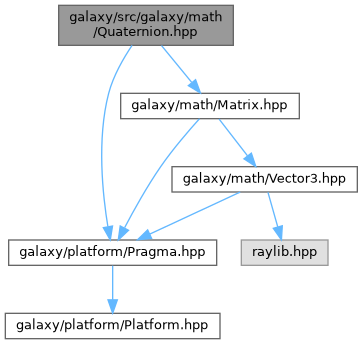 galaxy/src/galaxy/math
/Quaternion.hpp
galaxy/math/Matrix.hpp
galaxy/math/Vector3.hpp
galaxy/platform/Pragma.hpp
raylib.hpp
galaxy/platform/Platform.hpp